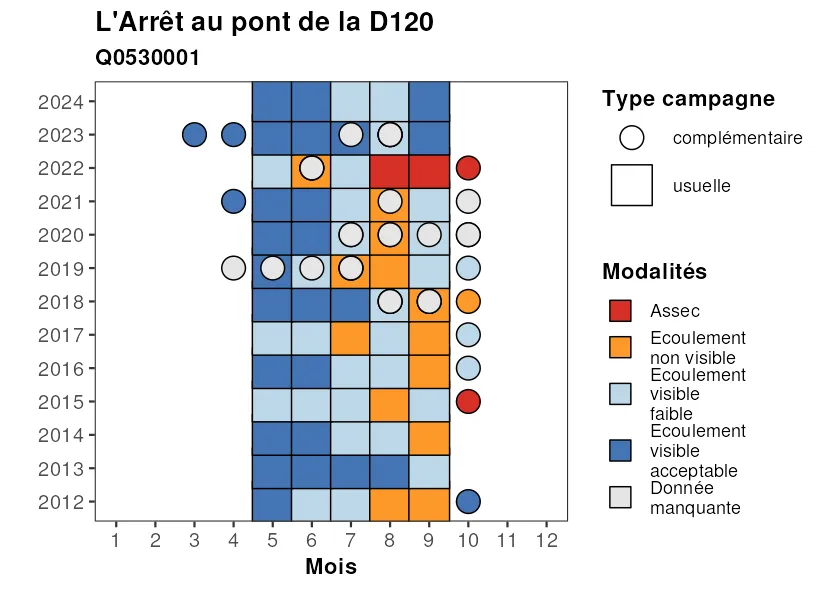 L'Arrêt au pont de la D120
Q0530001
2024
2023
2022
2021
2020
2019
2018
2017
2016
2015
2014
2013
2012
1 2 3 4 5 6 7 8 9 10 11 12
Mois
Type campagne
complémentaire
usuelle
Modalités
Assec
Ecoulement
non visible
Ecoulement
visible
faible
Ecoulement
visible
acceptable
Donnée
manquante